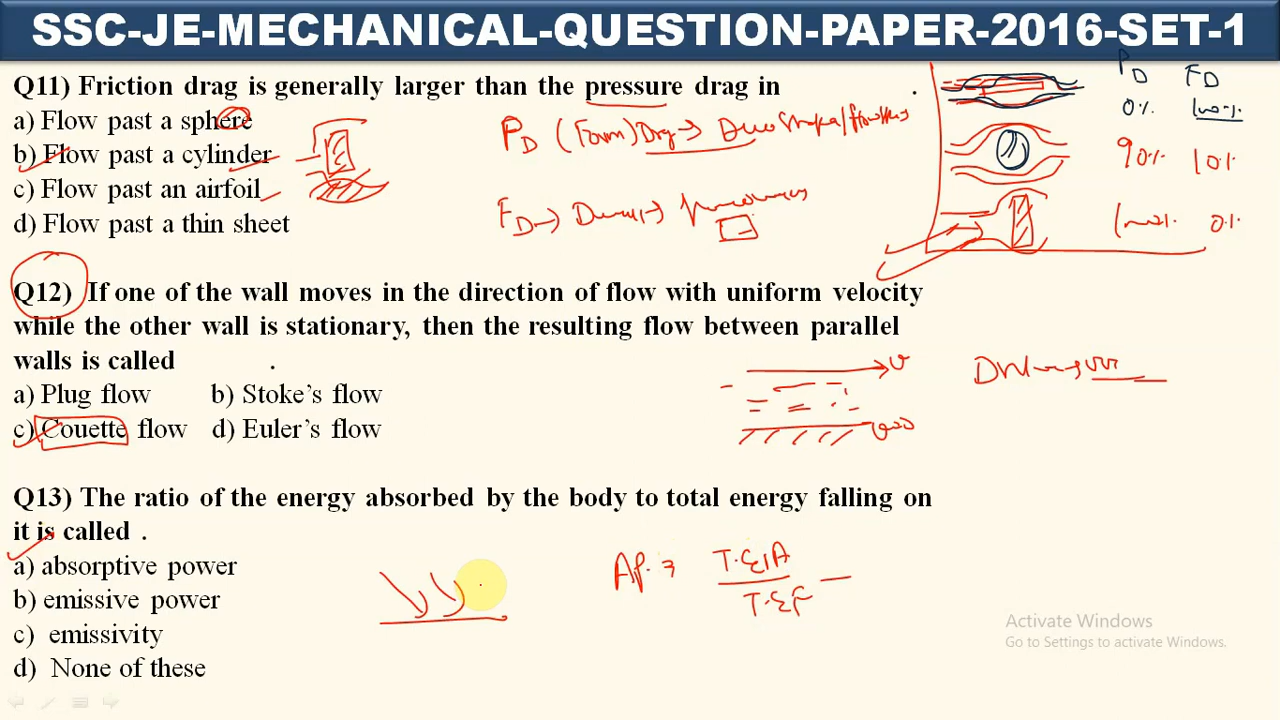 SSC-JE-MECHANICAL-QUESTION-PAPER-2016-SET-1
Q11) Friction drag is generally larger than the pressure drag in .
a) Flow past a sphere
b) Flow past a cylinder
c) Flow past an airfoil
d) Flow past a thin sheet
PD (Form) Drag →
FD →
PD FD
0%
90% 10%
0%
Q12) If one of the wall moves in the direction of flow with uniform velocity
while the other wall is stationary, then the resulting flow between parallel
walls is called .
a) Plug flow b) Stoke's flow
c) Couette flow d) Euler's flow
v
Q13) The ratio of the energy absorbed by the body to total energy falling on
it is called .
a) absorptive power
b) emissive power
c) emissivity
d) None of these
T.E.A
T.E.F
Activate Windows
Go to Settings to activate Windows.